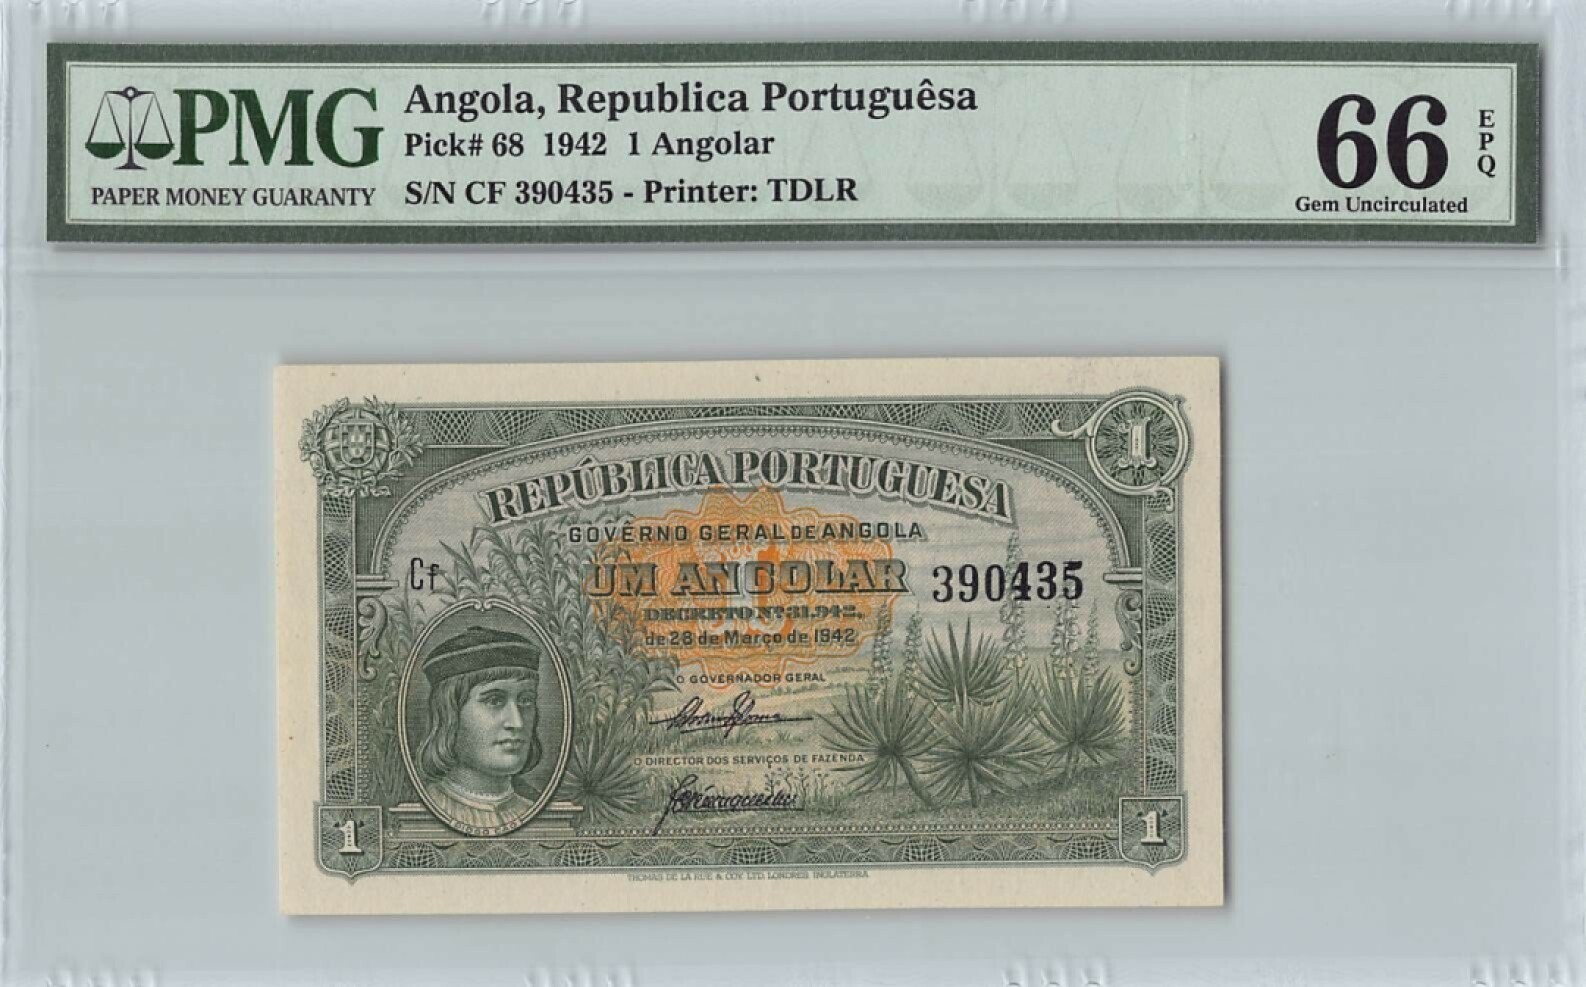 PMG
PAPER MONEY GUARANTY
Angola, Republica Portuguêsa
Pick# 68 1942 1 Angolar
S/N CF 390435 - Printer: TDLR
66
EPQ
Gem Uncirculated
1
REPÚBLICA PORTUGUESA
GOVÊRNO GERAL DE ANGOLA
Cf
UM ANGOLAR
390435
DECRETO Nº 31.942,
de 28 de Março de 1942
O GOVERNADOR GERAL
O DIRECTOR DOS SERVIÇOS DE FAZENDA
DIOGO CÃO
1
1
THOMAS DE LA RUE & COY. LTD. LONDRES. INGLATERRA